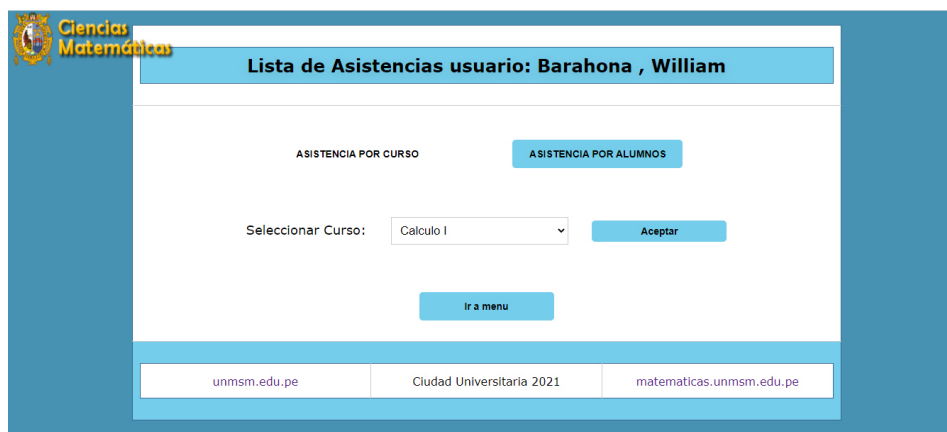 Ciencias
Matemáticas
Lista de Asistencias usuario: Barahona , William
ASISTENCIA POR CURSO ASISTENCIA POR ALUMNOS
Seleccionar Curso: Calculo I Aceptar
Ir a menu
unmsm.edu.pe Ciudad Universitaria 2021 matematicas.unmsm.edu.pe